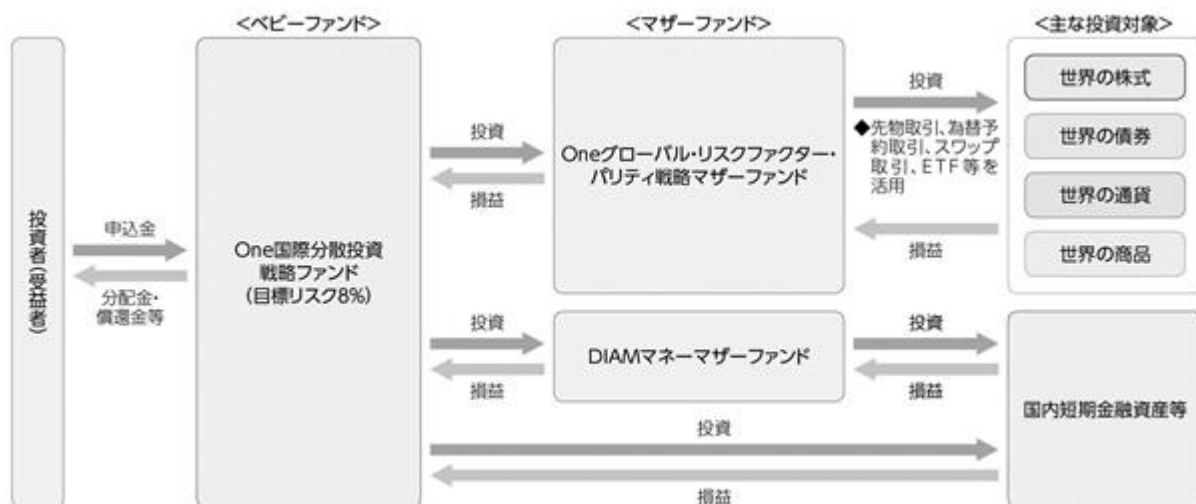 <ベビーファンド>
<マザーファンド>
<主な投資対象>
投資者(受益者)
申込金
分配金・
償還金等
One国際分散投資
戦略ファンド
(目標リスク8%)
投資
損益
Oneグローバル・リスクファクター・
パリティ戦略マザーファンド
投資
◆先物取引、為替予
約取引、スワップ
取引、ETF等を
活用
損益
世界の株式
世界の債券
世界の通貨
世界の商品
投資
損益
DIAMマネーマザーファンド
投資
損益
国内短期金融資産等
投資
損益